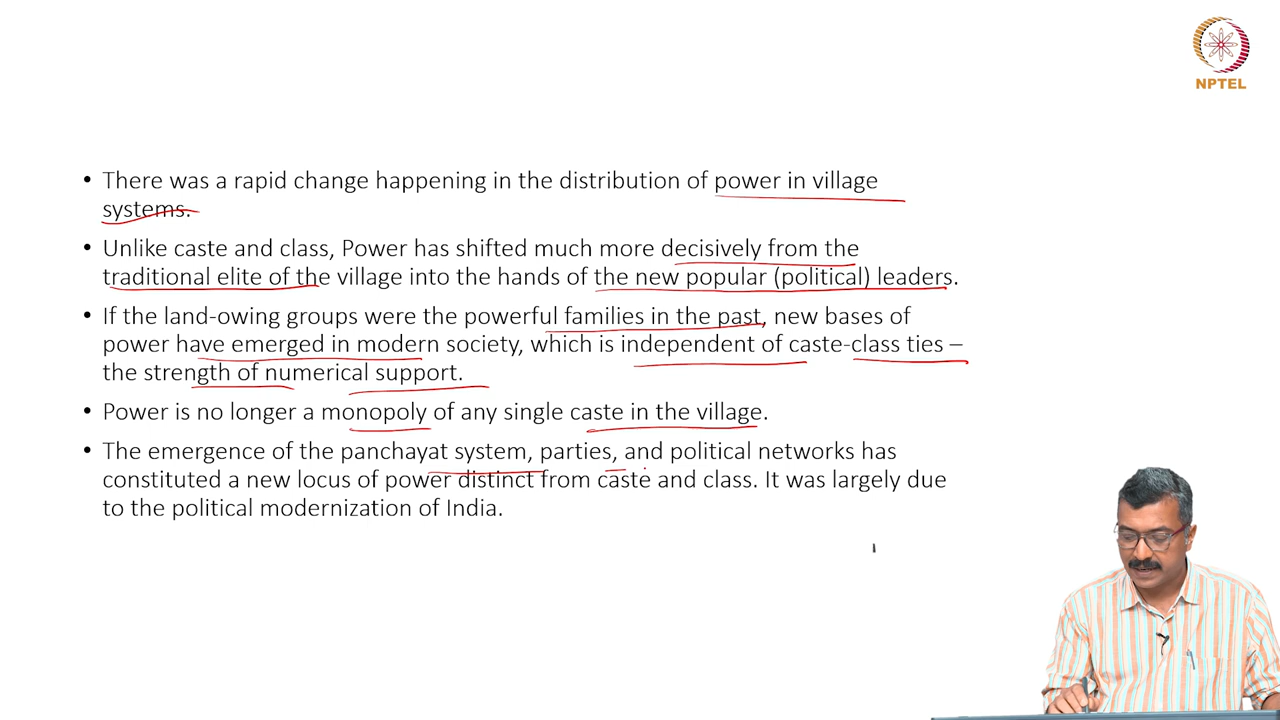 NPTEL
• There was a rapid change happening in the distribution of power in village
systems.
• Unlike caste and class, Power has shifted much more decisively from the
traditional elite of the village into the hands of the new popular (political) leaders.
• If the land-owing groups were the powerful families in the past, new bases of
power have emerged in modern society, which is independent of caste-class ties –
the strength of numerical support.
• Power is no longer a monopoly of any single caste in the village.
• The emergence of the panchayat system, parties, and political networks has
constituted a new locus of power distinct from caste and class. It was largely due
to the political modernization of India.